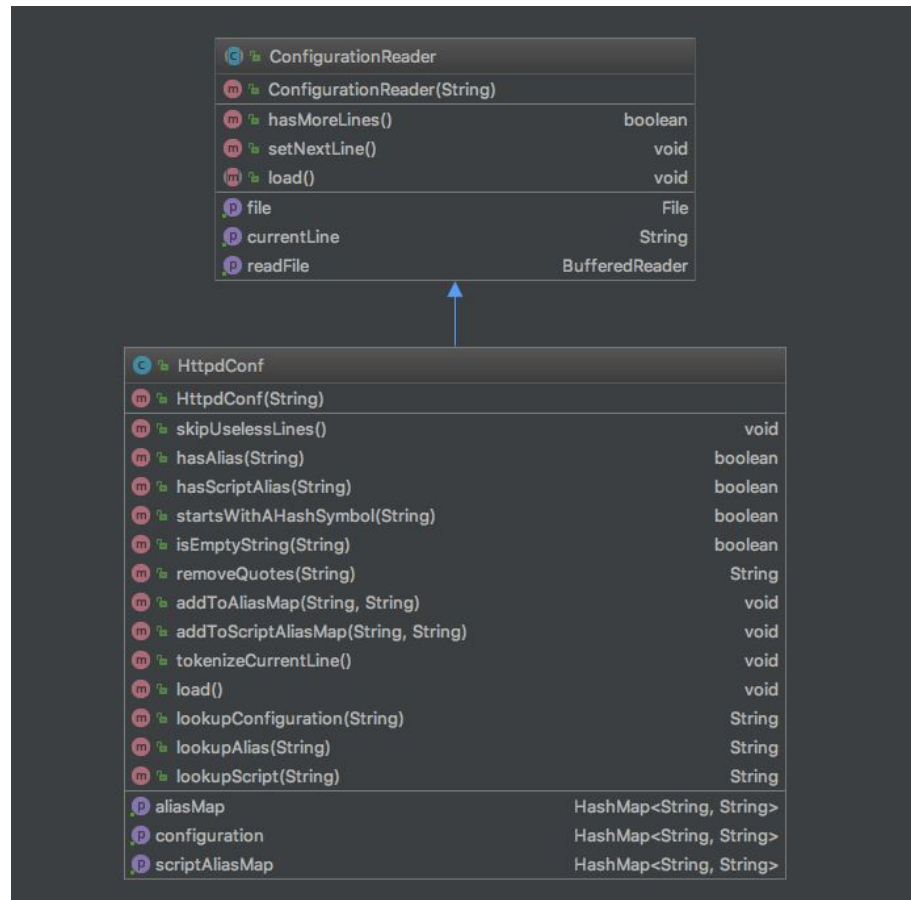 ConfigurationReader
ConfigurationReader(String)
hasMoreLines() boolean
setNextLine() void
load() void
file File
currentLine String
readFile BufferedReader
HttpdConf
HttpdConf(String)
skipUselessLines() void
hasAlias(String) boolean
hasScriptAlias(String) boolean
startsWithAHashSymbol(String) boolean
isEmptyString(String) boolean
removeQuotes(String) String
addToAliasMap(String, String) void
addToScriptAliasMap(String, String) void
tokenizeCurrentLine() void
load() void
lookupConfiguration(String) String
lookupAlias(String) String
lookupScript(String) String
aliasMap HashMap<String, String>
configuration HashMap<String, String>
scriptAliasMap HashMap<String, String>